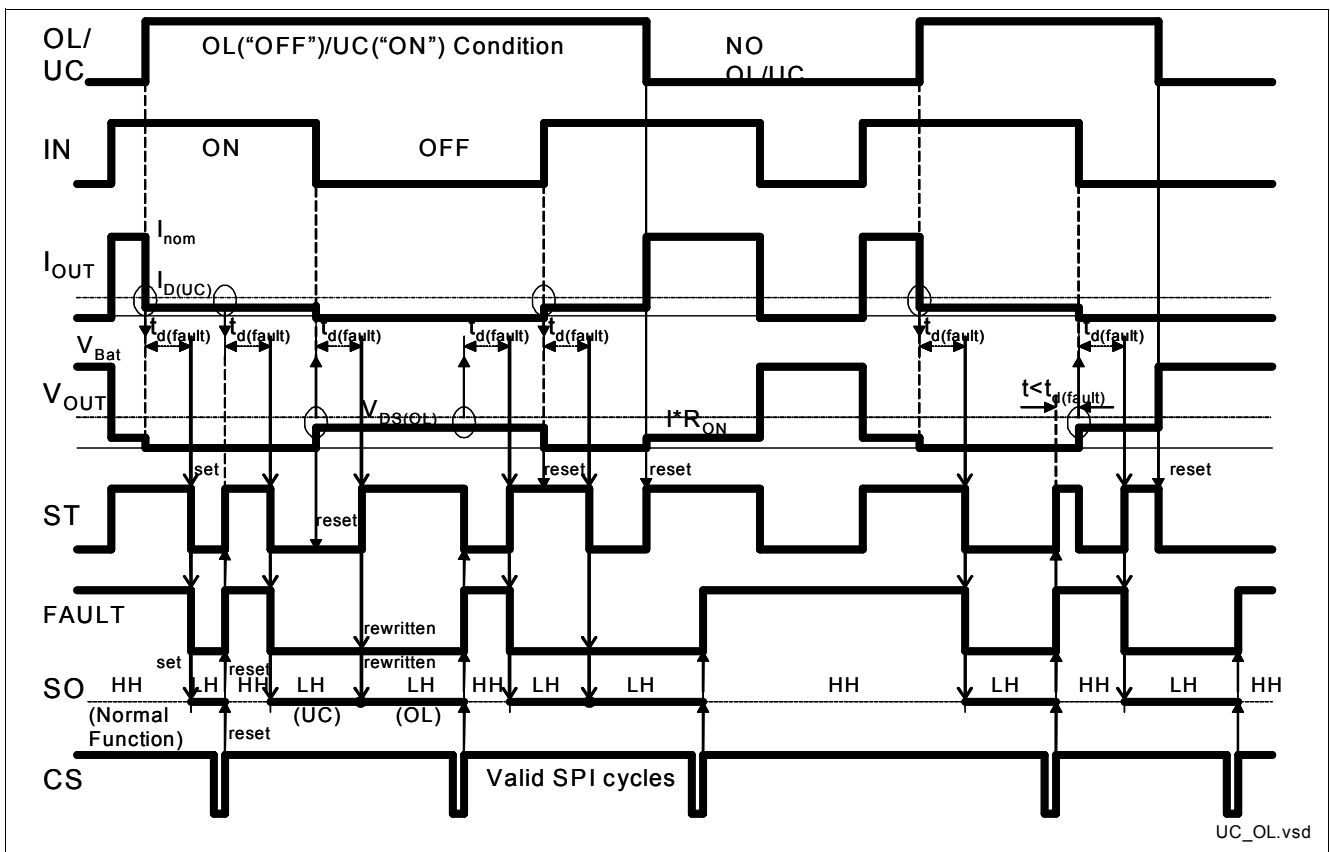 OL/
UC
OL("OFF")/UC("ON") Condition
NO
OL/UC
IN
ON
OFF
I_OUT
I_nom
I_D(UC)
t_d(fault)
t_d(fault)
t_d(fault)
t_d(fault)
t_d(fault)
t_d(fault)
t_d(fault)
V_Bat
V_OUT
V_DS(OL)
I*R_ON
t<t_d(fault)
set
reset
reset
reset
ST
reset
FAULT
rewritten
set
reset
rewritten
SO
HH
LH
HH
LH
LH
HH
LH
LH
HH
LH
HH
LH
HH
(Normal
Function)
reset
(UC)
(OL)
CS
Valid SPI cycles
UC_OL.vsd